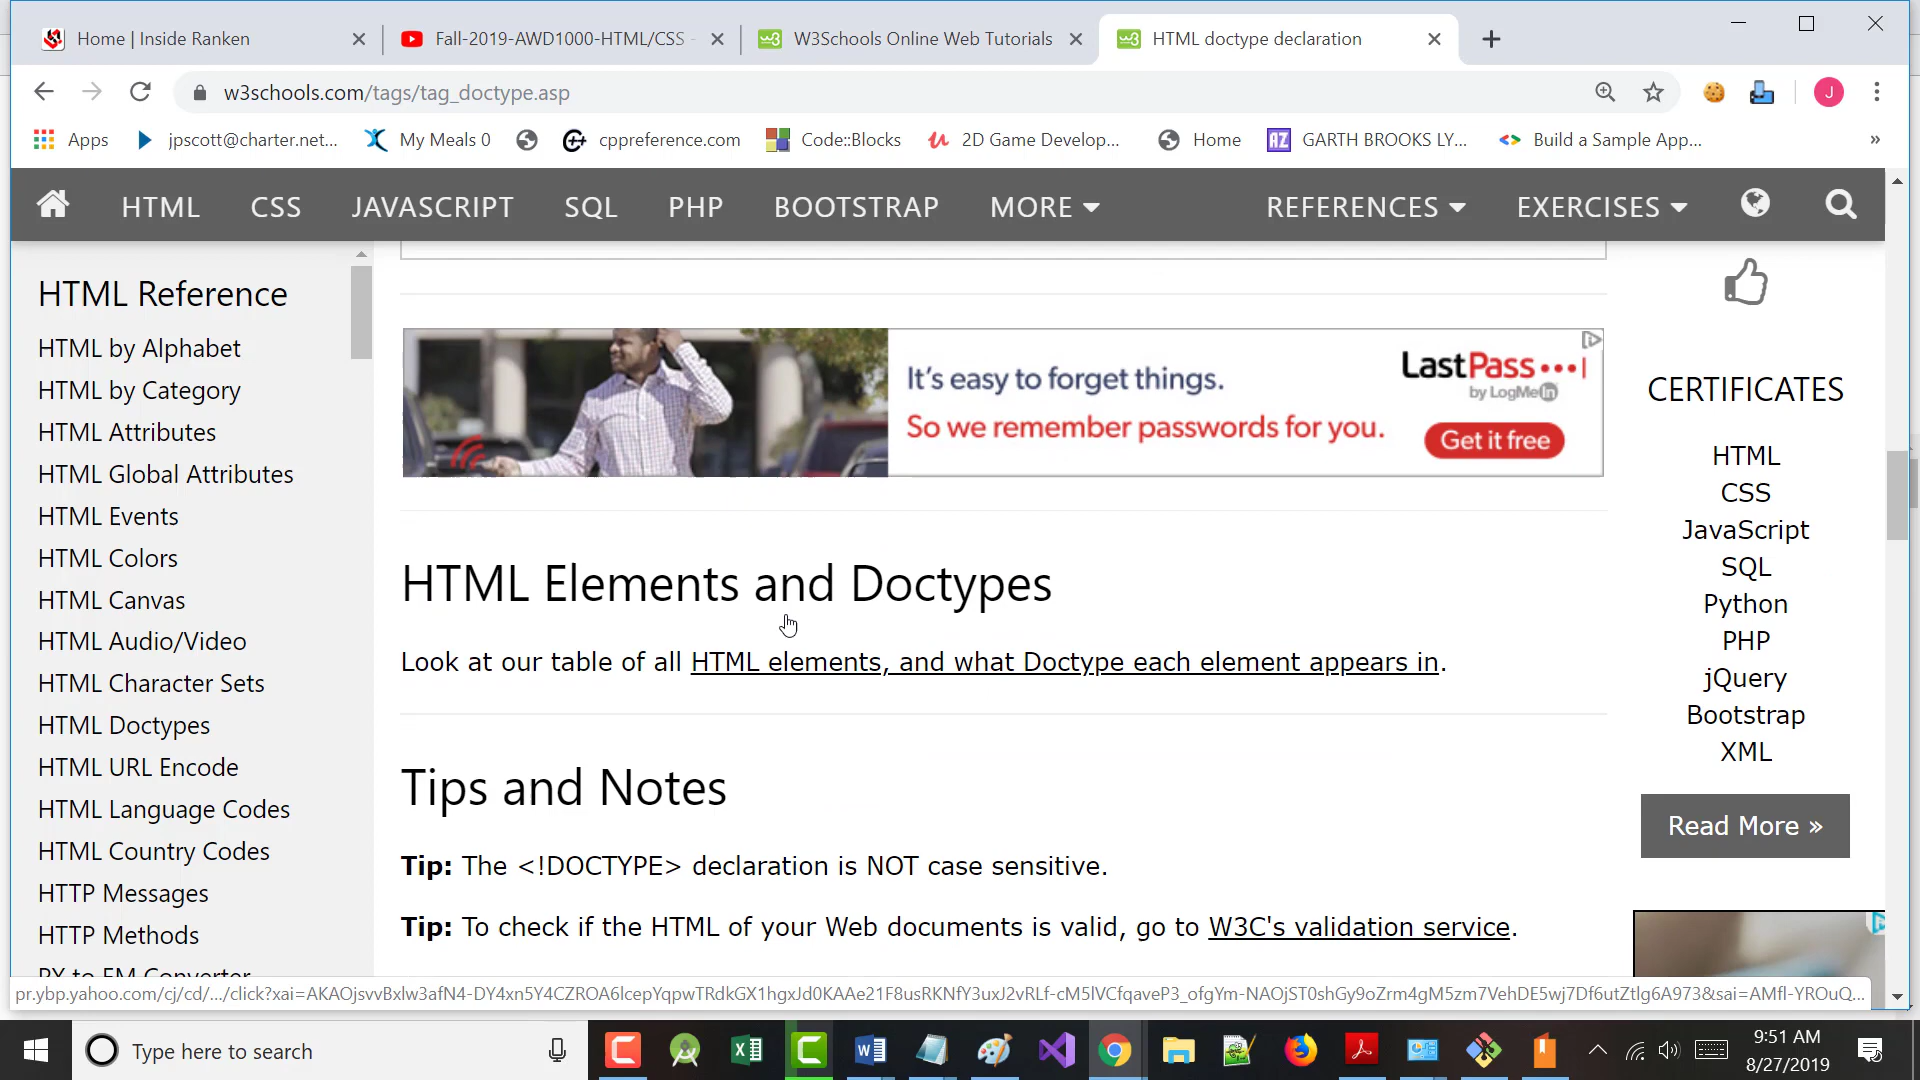 Home | Inside Ranken
Fall-2019-AWD1000-HTML/CSS -
W3Schools Online Web Tutorials
HTML doctype declaration
w3schools.com/tags/tag_doctype.asp
J
Apps
jpscott@charter.net...
My Meals 0
cppreference.com
Code::Blocks
2D Game Develop...
Home
AZ
GARTH BROOKS LY...
Build a Sample App...
»
HTML
CSS
JAVASCRIPT
SQL
PHP
BOOTSTRAP
MORE
REFERENCES
EXERCISES
HTML Reference
HTML by Alphabet
HTML by Category
HTML Attributes
HTML Global Attributes
HTML Events
HTML Colors
HTML Canvas
HTML Audio/Video
HTML Character Sets
HTML Doctypes
HTML URL Encode
HTML Language Codes
HTML Country Codes
HTTP Messages
HTTP Methods
PX to EM Converter
It's easy to forget things.
So we remember passwords for you.
LastPass
by LogMeIn
Get it free
HTML Elements and Doctypes
Look at our table of all HTML elements, and what Doctype each element appears in.
Tips and Notes
Tip: The <!DOCTYPE> declaration is NOT case sensitive.
Tip: To check if the HTML of your Web documents is valid, go to W3C's validation service.
CERTIFICATES
HTML
CSS
JavaScript
SQL
Python
PHP
jQuery
Bootstrap
XML
Read More »
Type here to search
9:51 AM
8/27/2019